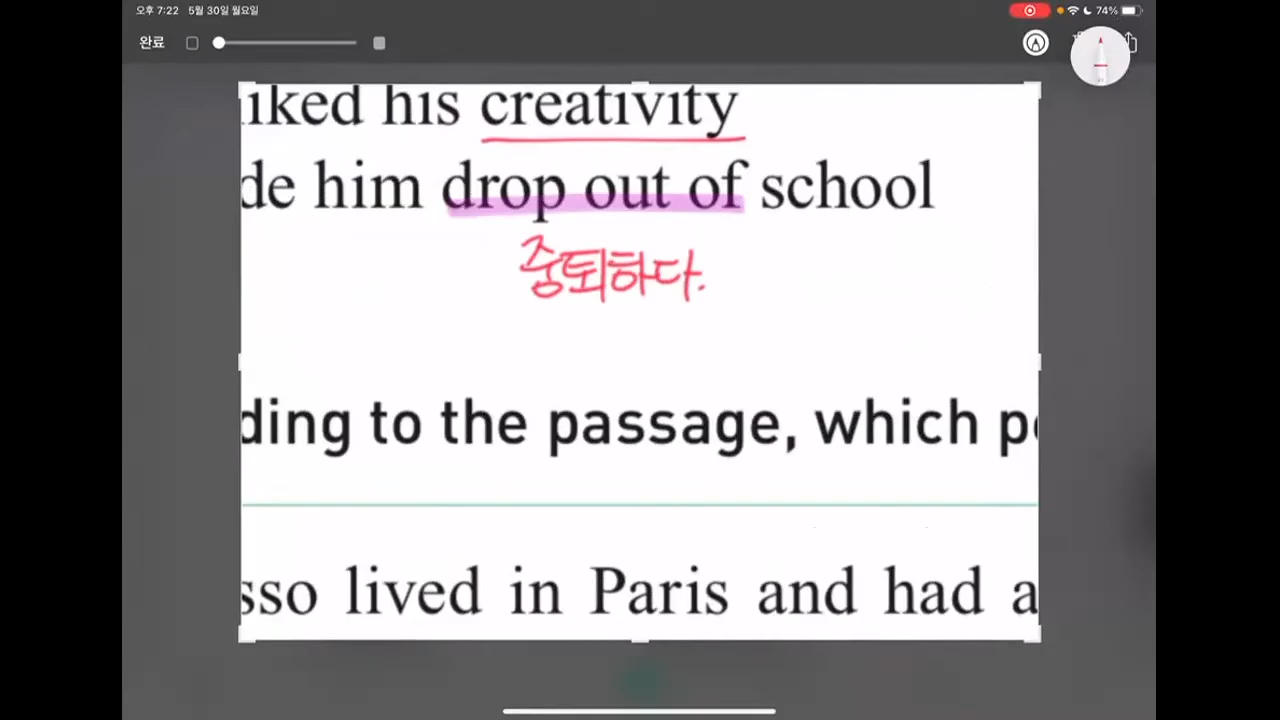 오후 7:22 5월 30일 월요일
74%
완료
liked his creativity
de him drop out of school
중퇴하다.
ding to the passage, which
sso lived in Paris and had a